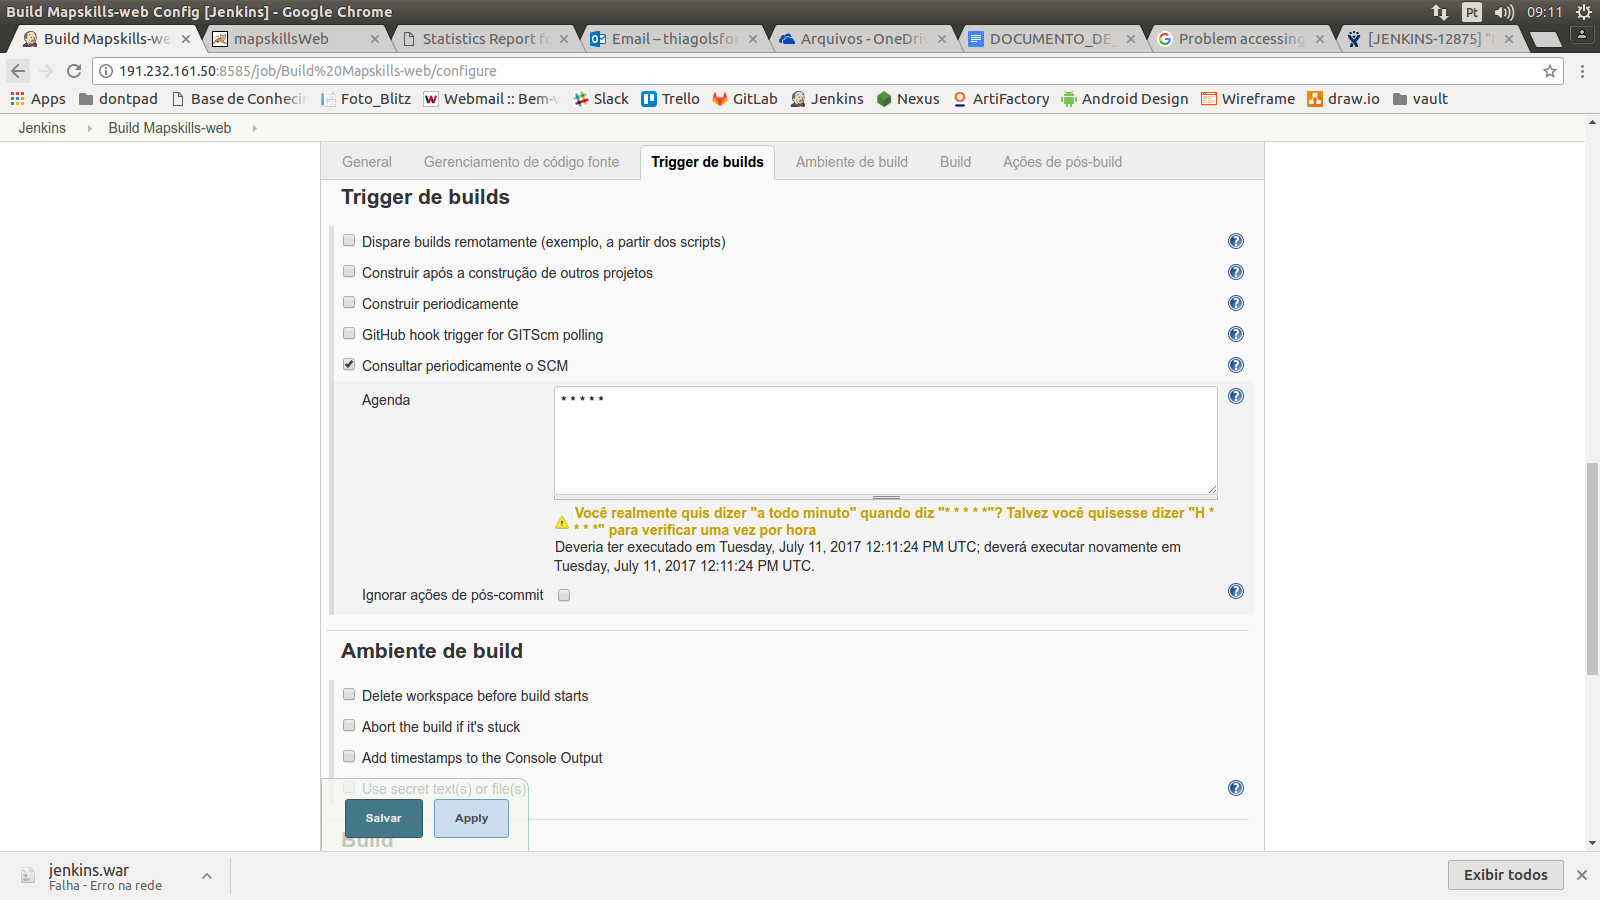 Build Mapskills-web Config [Jenkins] - Google Chrome
Pt
09:11
Build Mapskills-we
mapskillsWeb
Statistics Report fo
Email – thiagolsfor
Arquivos - OneDriv
DOCUMENTO_DE_
Problem accessing
[JENKINS-12875] "
191.232.161.50:8585/job/Build%20Mapskills-web/configure
Apps
dontpad
Base de Conhecir
Foto_Blitz
Webmail :: Bem-v
Slack
Trello
GitLab
Jenkins
Nexus
ArtiFactory
Android Design
Wireframe
draw.io
vault
Jenkins
Build Mapskills-web
General
Gerenciamento de código fonte
Trigger de builds
Ambiente de build
Build
Ações de pós-build
Trigger de builds
Dispare builds remotamente (exemplo, a partir dos scripts)
Construir após a construção de outros projetos
Construir periodicamente
GitHub hook trigger for GITScm polling
Consultar periodicamente o SCM
Agenda
* * * * *
Você realmente quis dizer "a todo minuto" quando diz "* * * * *"? Talvez você quisesse dizer "H *
* * *" para verificar uma vez por hora
Deveria ter executado em Tuesday, July 11, 2017 12:11:24 PM UTC; deverá executar novamente em
Tuesday, July 11, 2017 12:11:24 PM UTC.
Ignorar ações de pós-commit
Ambiente de build
Delete workspace before build starts
Abort the build if it's stuck
Add timestamps to the Console Output
Use secret text(s) or file(s)
Salvar
Apply
Build
jenkins.war
Falha - Erro na rede
Exibir todos